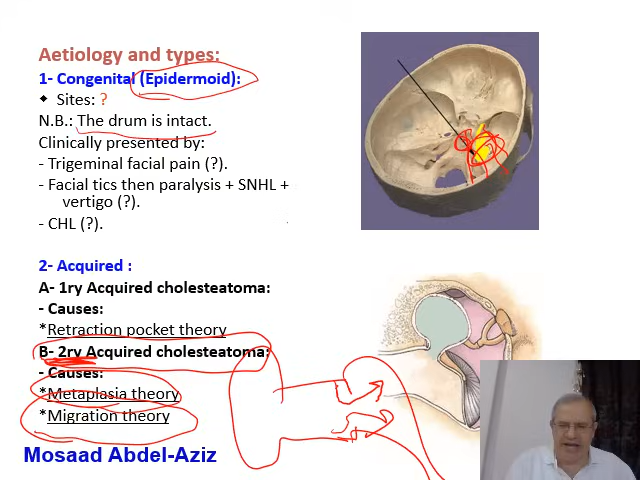 Aetiology and types:
1- Congenital (Epidermoid):
❖ Sites: ?
N.B.: The drum is intact.
Clinically presented by:
- Trigeminal facial pain (?).
- Facial tics then paralysis + SNHL +
vertigo (?).
- CHL (?).
2- Acquired :
A- 1ry Acquired cholesteatoma:
- Causes:
*Retraction pocket theory
B- 2ry Acquired cholesteatoma:
- Causes:
*Metaplasia theory
*Migration theory
Mosaad Abdel-Aziz